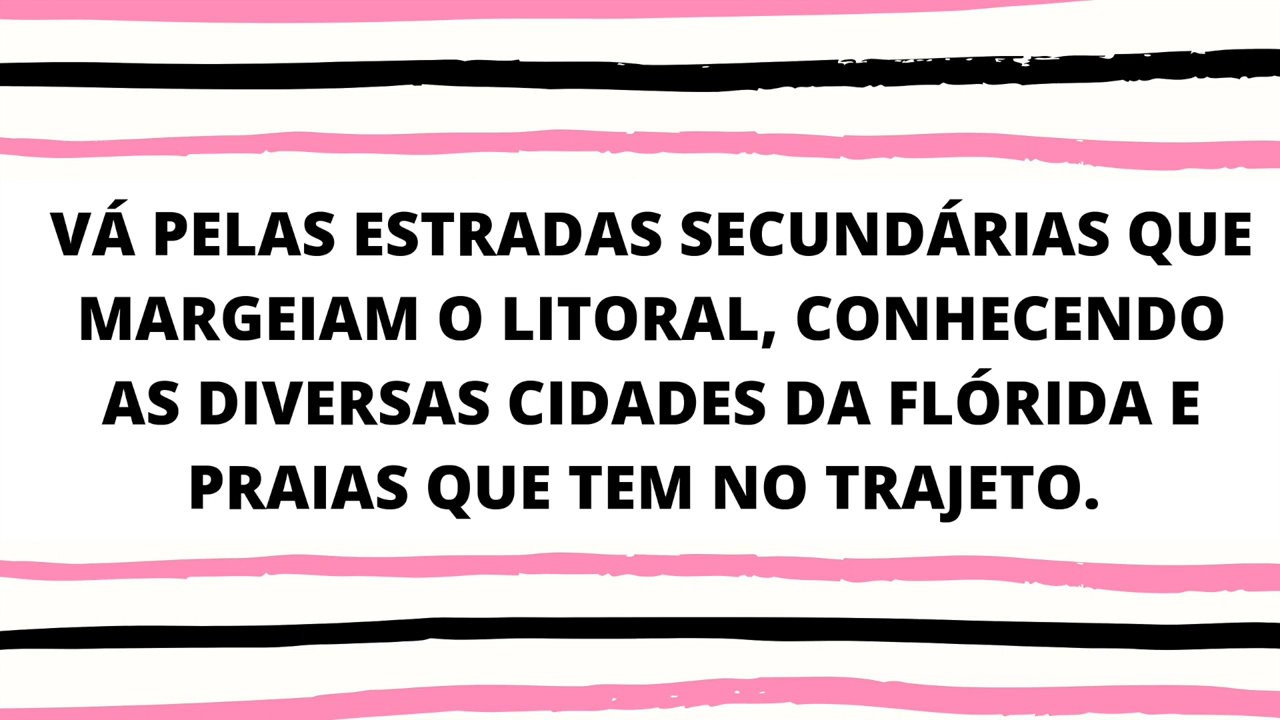 VÁ PELAS ESTRADAS SECUNDÁRIAS QUE
MARGEIAM O LITORAL, CONHECENDO
AS DIVERSAS CIDADES DA FLÓRIDA E
PRAIAS QUE TEM NO TRAJETO.